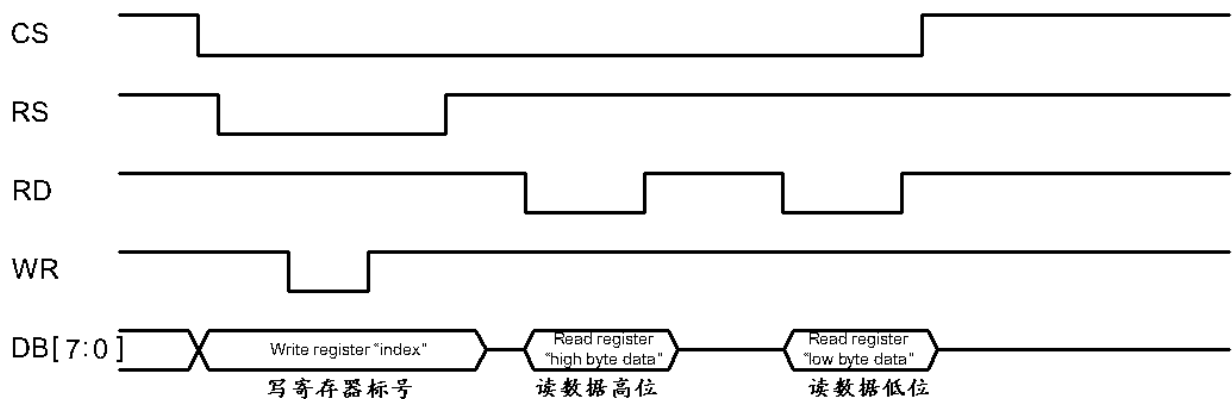 CS
RS
RD
WR
DB[7:0]
Write register "index"
Read register
"high byte data"
Read register
"low byte data"
写寄存器标号
读数据高位
读数据低位